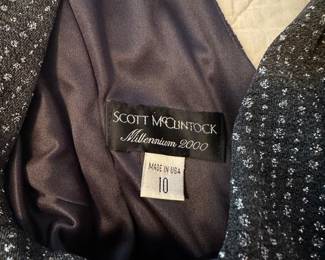 SCOTT McCLINTOCK
Millennium 2000
MADE IN USA
10